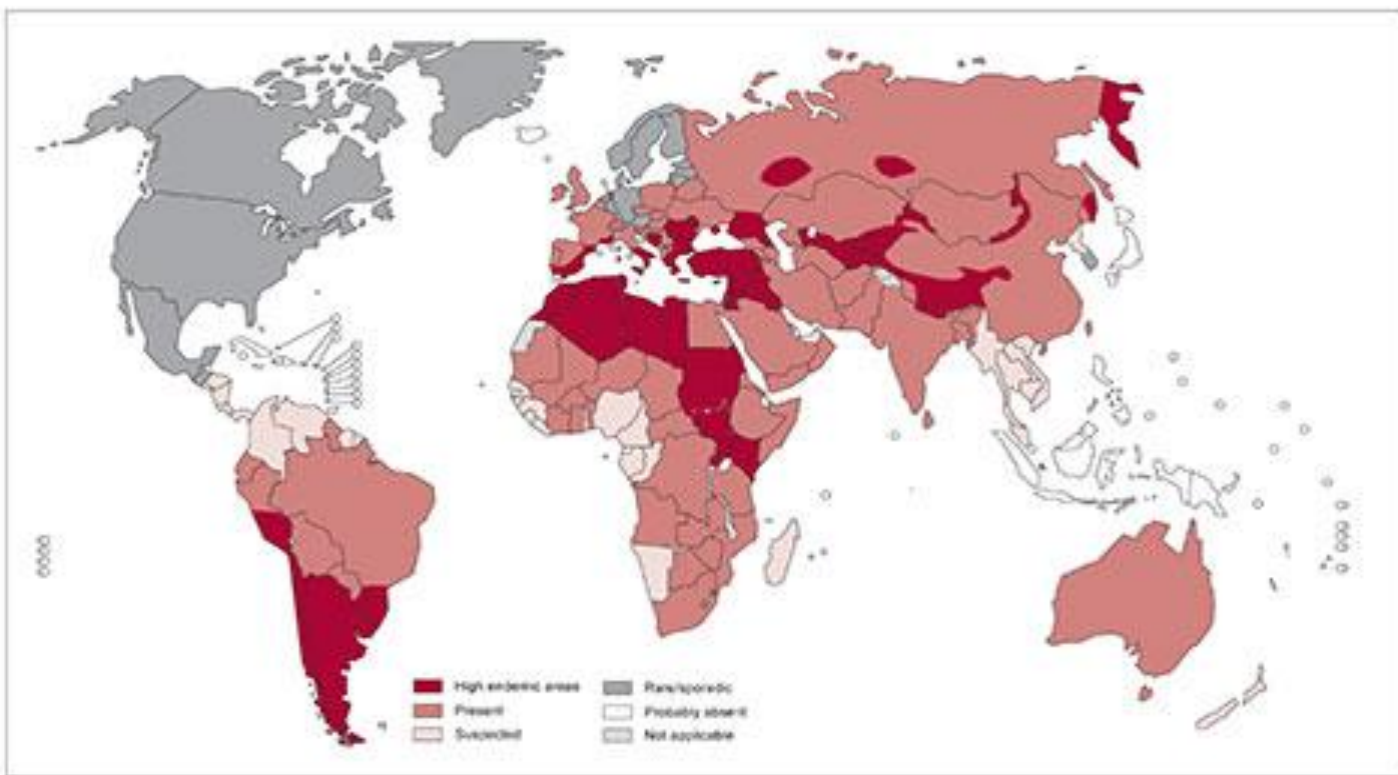 High endemic areas
Present
Suspected
Rare/sporadic
Probably absent
Not applicable